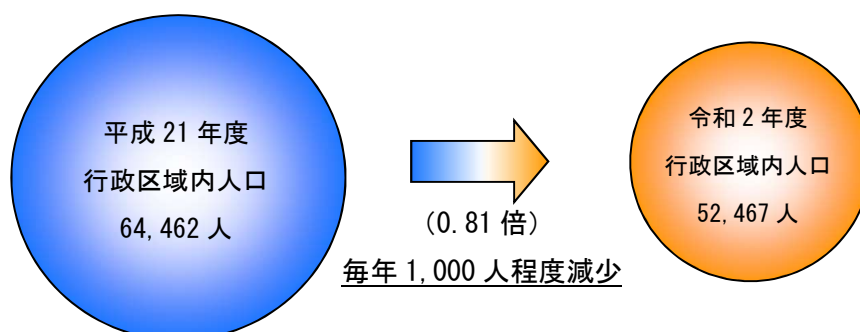 平成 21 年度
行政区域内人口
64,462 人
(0.81 倍)
毎年 1,000 人程度減少
令和 2 年度
行政区域内人口
52,467 人